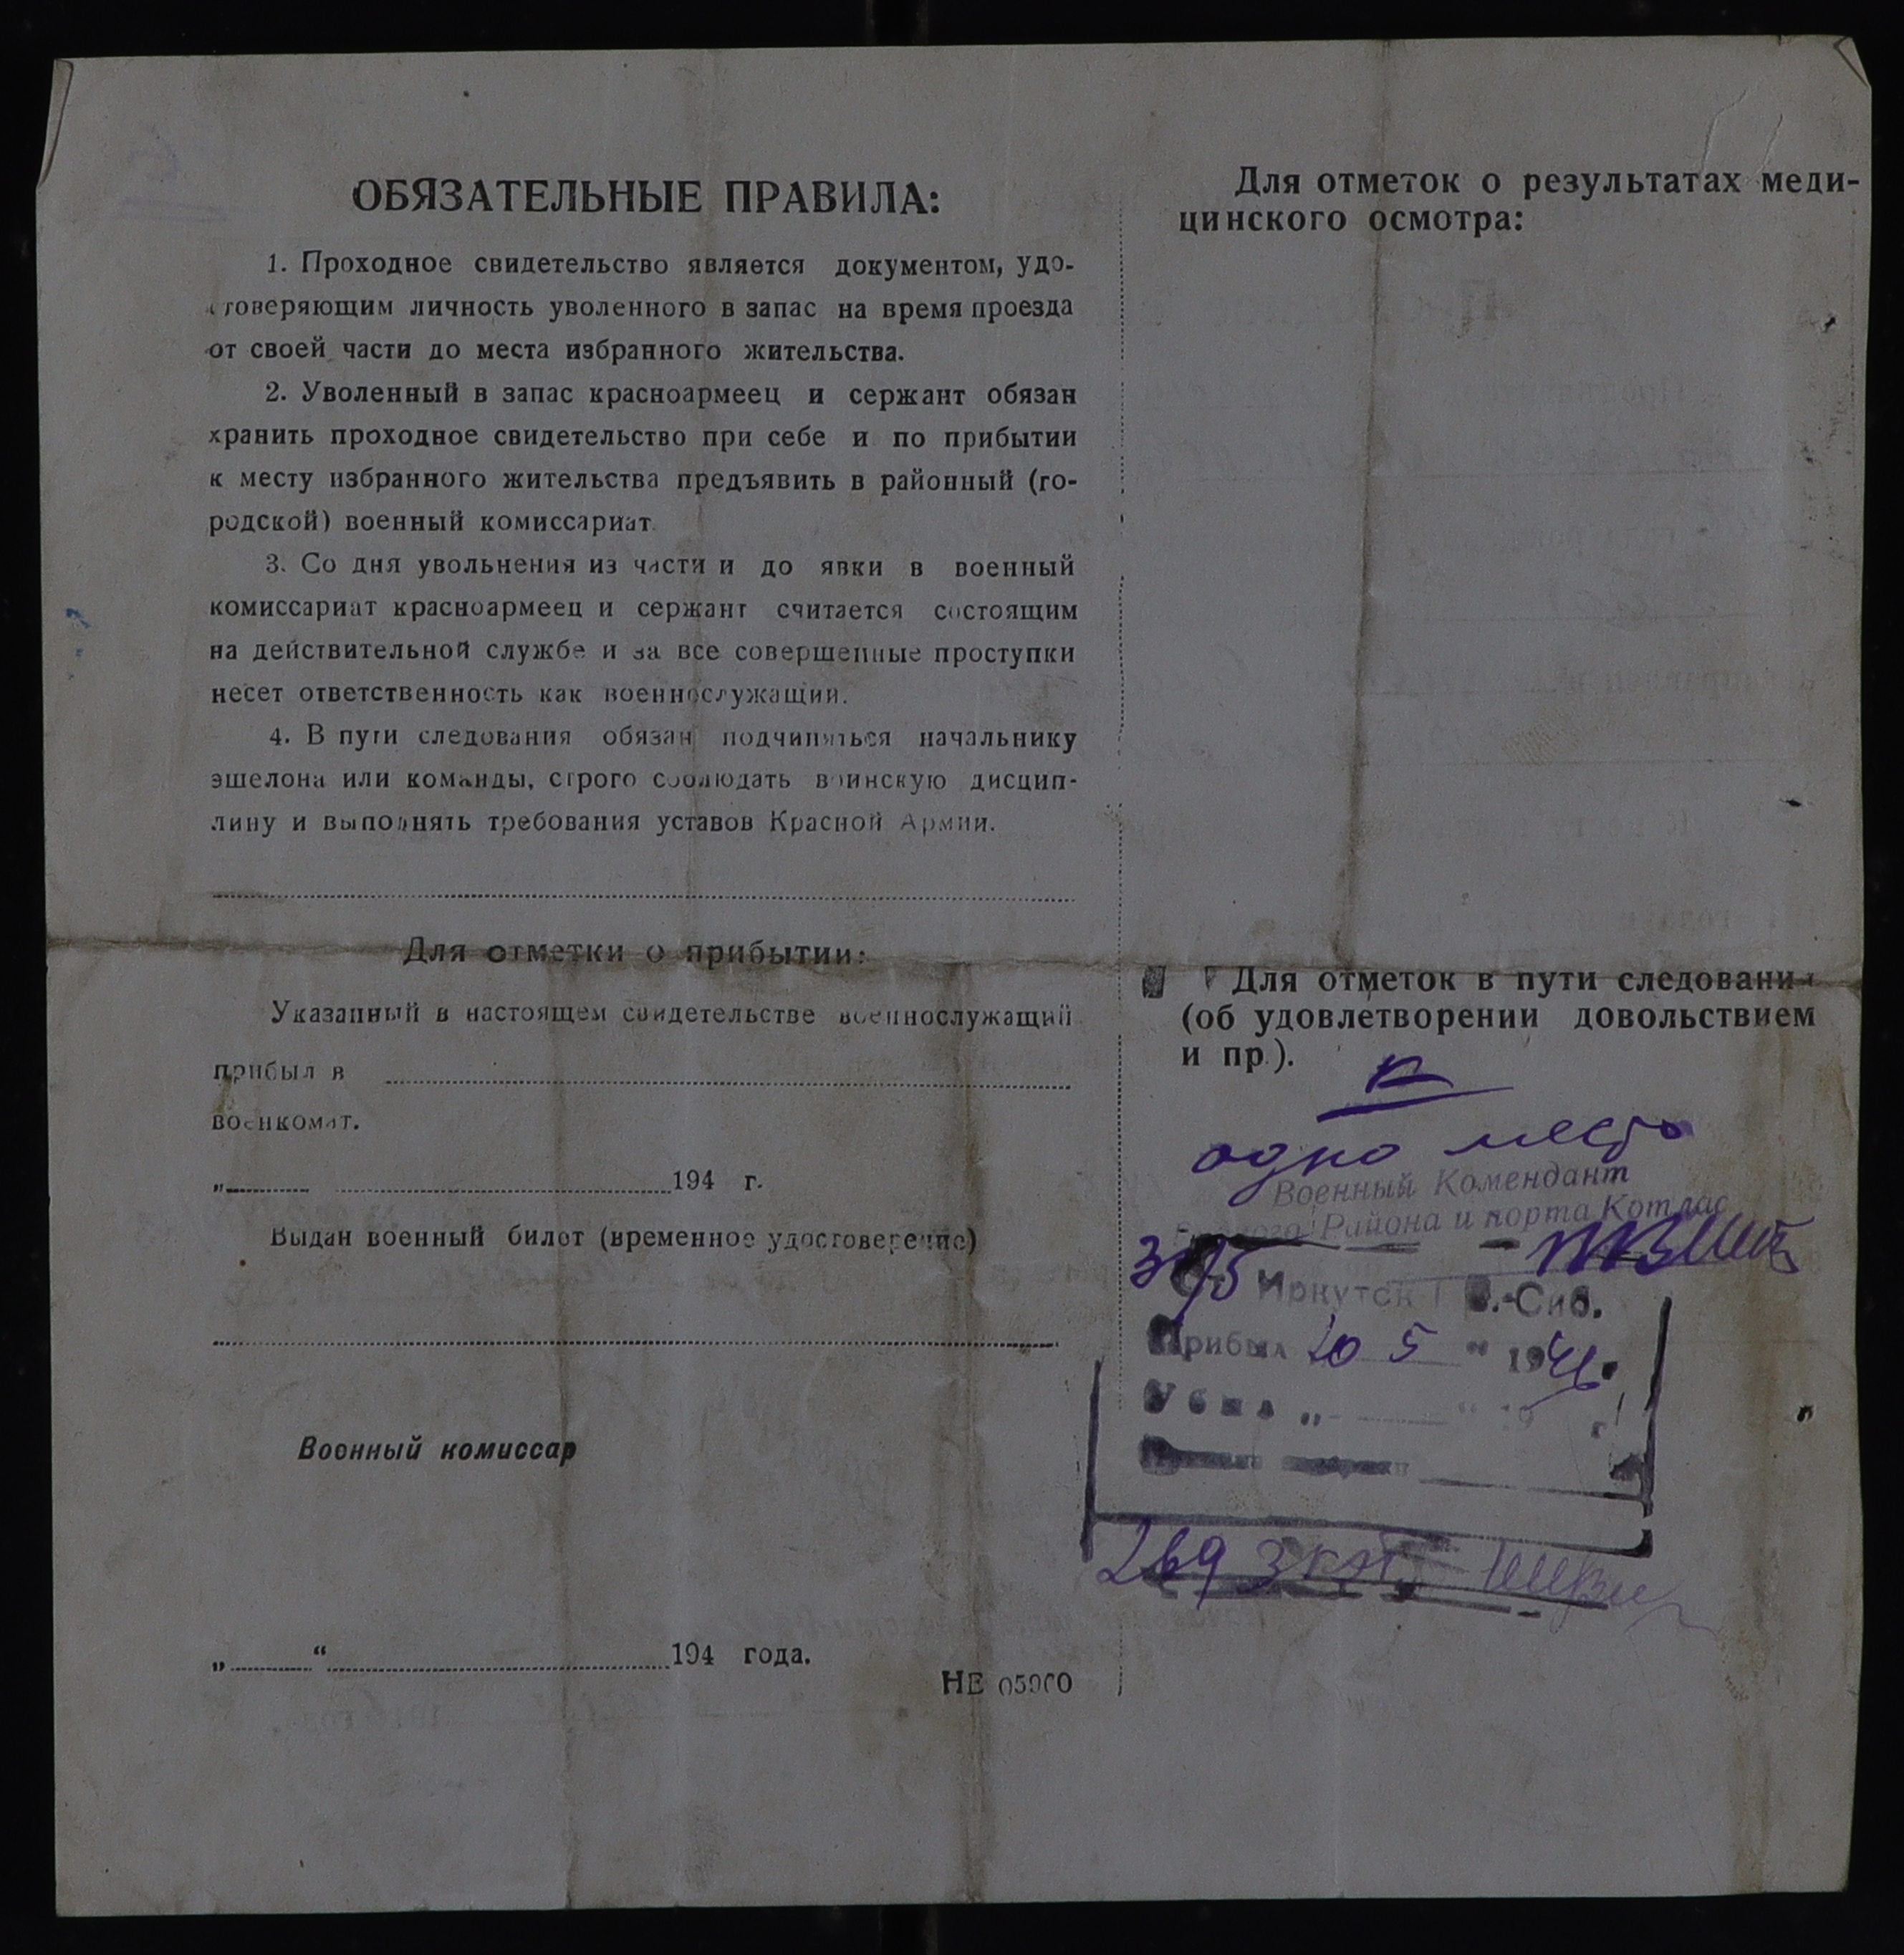 ОБЯЗАТЕЛЬНЫЕ ПРАВИЛА:
1. Проходное свидетельство является документом, удо-
стоверяющим личность уволенного в запас на время проезда
от своей части до места избранного жительства.
2. Уволенный в запас красноармеец и сержант обязан
хранить проходное свидетельство при себе и по прибытии
к месту избранного жительства предъявить в районный (го-
родской) военный комиссариат.
3. Со дня увольнения из части и до явки в военный
комиссариат красноармеец и сержант считается состоящим
на действительной службе и за все совершенные проступки
несет ответственность как военнослужащий.
4. В пути следования обязан подчиняться начальнику
эшелона или команды, строго соблюдать воинскую дисцип-
лину и выполнять требования уставов Красной Армии.
Для отметки о прибытии:
Указанный в настоящем свидетельстве военнослужащий
прибыл в
военкомат.
„ 194 г.
Выдан военный билет (временное удостоверение)
Военный комиссар
„ “ 194 года.
НЕ 05900
Для отметок о результатах меди-
цинского осмотра:
Для отметок в пути следования
(об удовлетворении довольствием
и пр.).
К
одно место
Военный Комендант
Района и порта Котлас
Ст. Иркутск I В.-Сиб.
Прибыл 20 5 " 1946
Убыл „ “ 19 г.
269